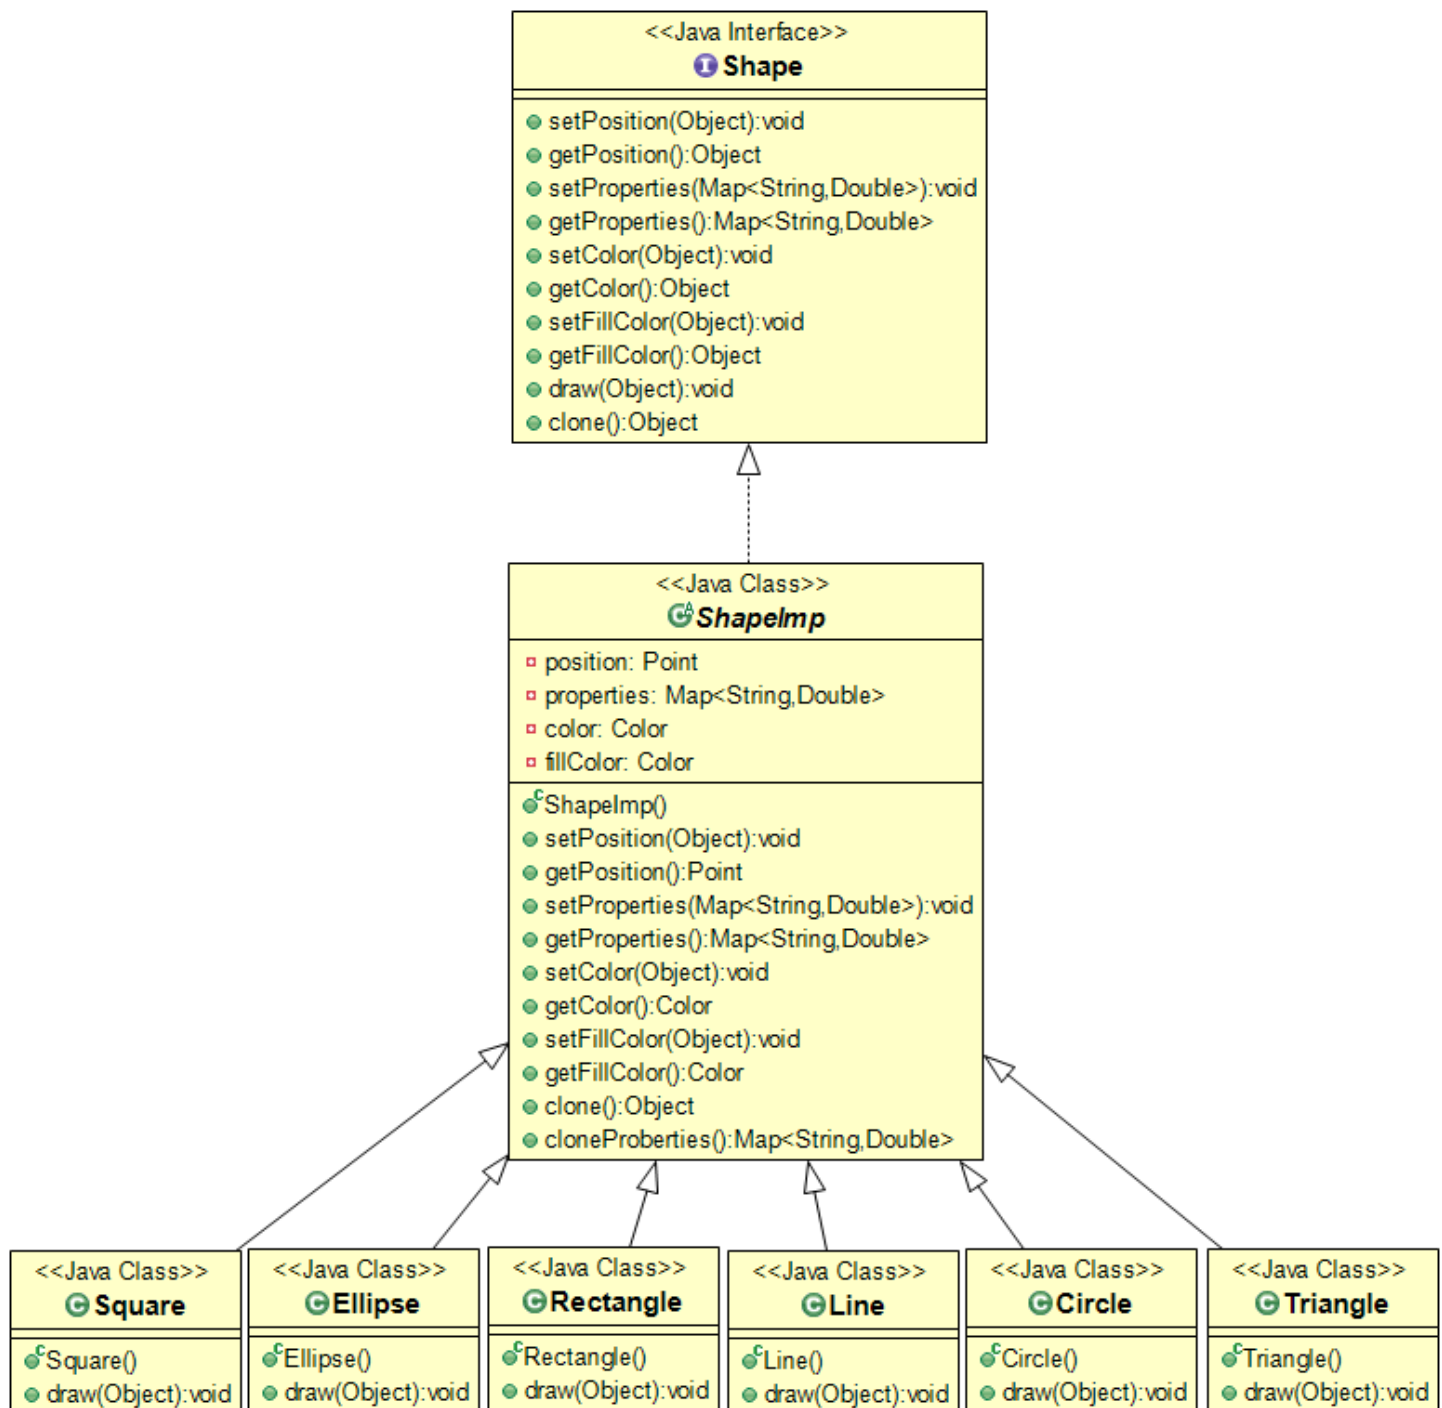 <<Java Interface>>
Shape
setPosition(Object):void
getPosition():Object
setProperties(Map<String,Double>):void
getProperties():Map<String,Double>
setColor(Object):void
getColor():Object
setFillColor(Object):void
getFillColor():Object
draw(Object):void
clone():Object
<<Java Class>>
ShapeImp
position: Point
properties: Map<String,Double>
color: Color
fillColor: Color
ShapeImp()
setPosition(Object):void
getPosition():Point
setProperties(Map<String,Double>):void
getProperties():Map<String,Double>
setColor(Object):void
getColor():Color
setFillColor(Object):void
getFillColor():Color
clone():Object
cloneProberties():Map<String,Double>
<<Java Class>>
Square
Square()
draw(Object):void
<<Java Class>>
Ellipse
Ellipse()
draw(Object):void
<<Java Class>>
Rectangle
Rectangle()
draw(Object):void
<<Java Class>>
Line
Line()
draw(Object):void
<<Java Class>>
Circle
Circle()
draw(Object):void
<<Java Class>>
Triangle
Triangle()
draw(Object):void